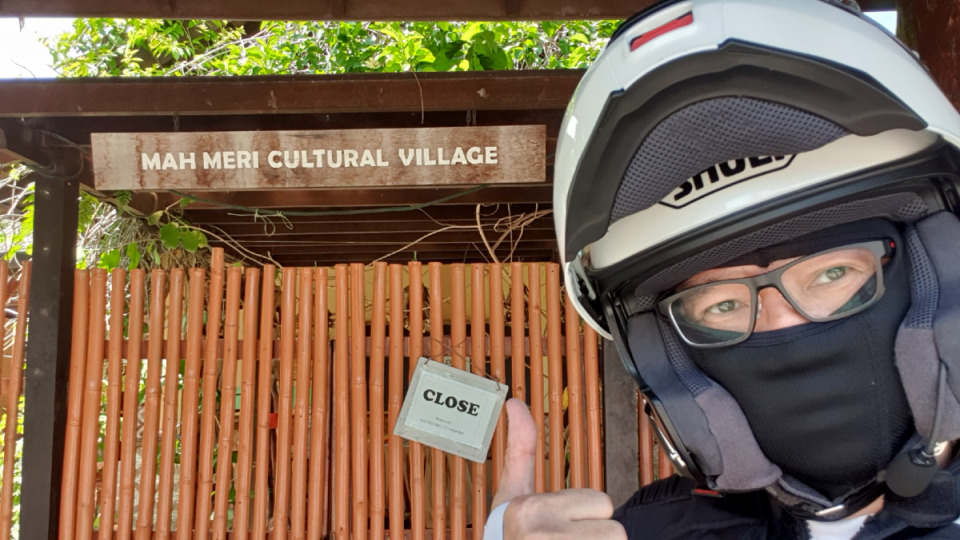 MAH MERI CULTURAL VILLAGE
SHOEI
CLOSE